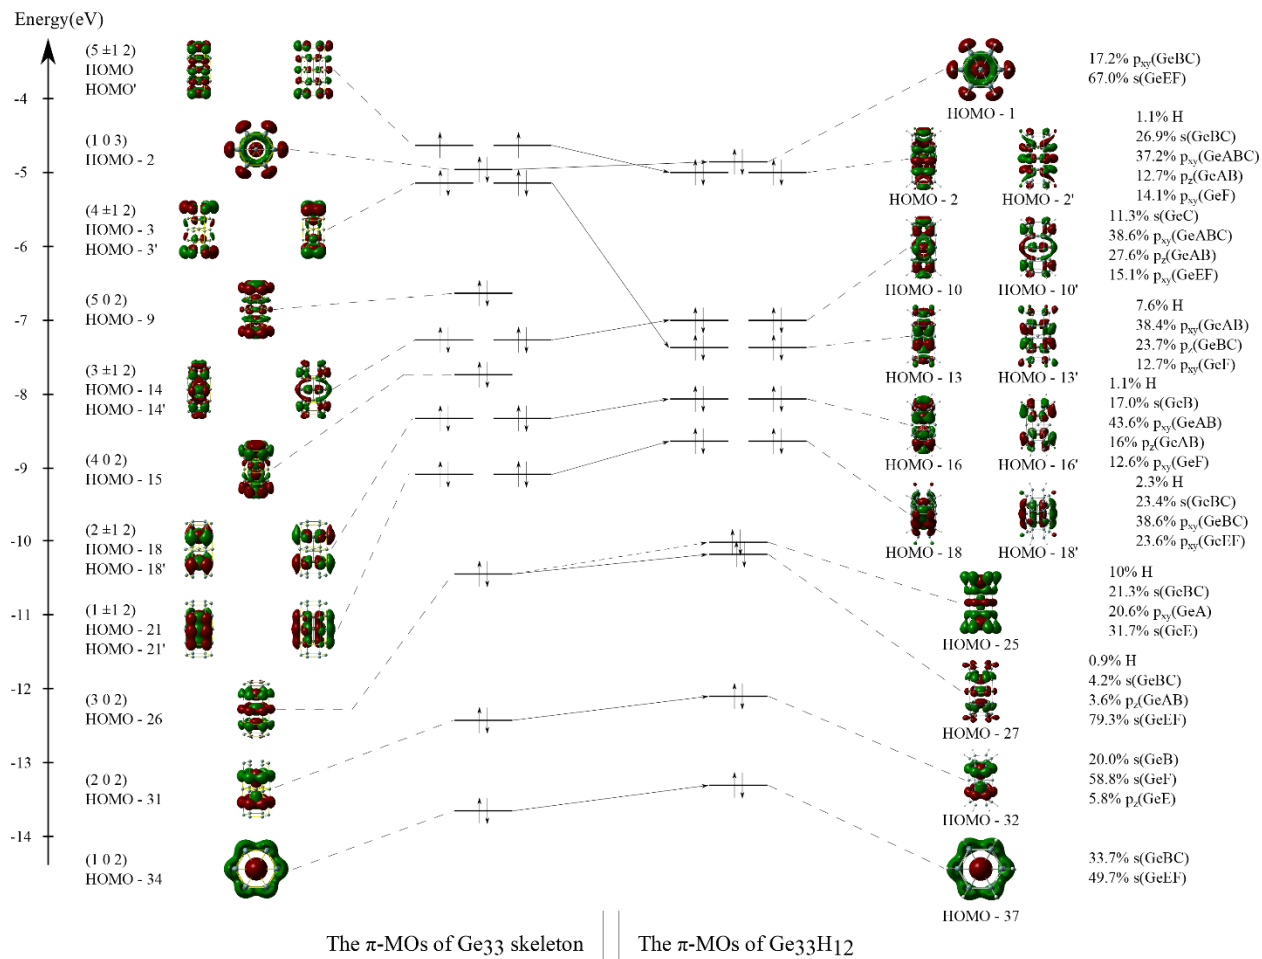 Energy(eV)
-4
-5
-6
-7
-8
-9
-10
-11
-12
-13
-14
(5 ±1 2)
HOMO
HOMO'
(1 0 3)
HOMO - 2
(4 ±1 2)
HOMO - 3
HOMO - 3'
(5 0 2)
HOMO - 9
(3 ±1 2)
HOMO - 14
HOMO - 14'
(4 0 2)
HOMO - 15
(2 ±1 2)
HOMO - 18
HOMO - 18'
(1 ±1 2)
HOMO - 21
HOMO - 21'
(3 0 2)
HOMO - 26
(2 0 2)
HOMO - 31
(1 0 2)
HOMO - 34
HOMO - 1
HOMO - 2 HOMO - 2'
HOMO - 10 HOMO - 10'
HOMO - 13 HOMO - 13'
HOMO - 16 HOMO - 16'
HOMO - 18 HOMO - 18'
HOMO - 25
HOMO - 27
HOMO - 32
HOMO - 37
17.2% pxy(GeBC)
67.0% s(GeEF)
1.1% H
26.9% s(GeBC)
37.2% pxy(GeABC)
12.7% pz(GeAB)
14.1% pxy(GeF)
11.3% s(GeC)
38.6% pxy(GeABC)
27.6% pz(GeAB)
15.1% pxy(GeEF)
7.6% H
38.4% pxy(GeAB)
23.7% pz(GeBC)
12.7% pxy(GeF)
1.1% H
17.0% s(GeB)
43.6% pxy(GeAB)
16% pz(GeAB)
12.6% pxy(GeF)
2.3% H
23.4% s(GeBC)
38.6% pxy(GeBC)
23.6% pxy(GeEF)
10% H
21.3% s(GeBC)
20.6% pxy(GeA)
31.7% s(GeE)
0.9% H
4.2% s(GeBC)
3.6% pz(GeAB)
79.3% s(GeEF)
20.0% s(GeB)
58.8% s(GeF)
5.8% pz(GeE)
33.7% s(GeBC)
49.7% s(GeEF)
The π-MOs of Ge33 skeleton
The π-MOs of Ge33H12